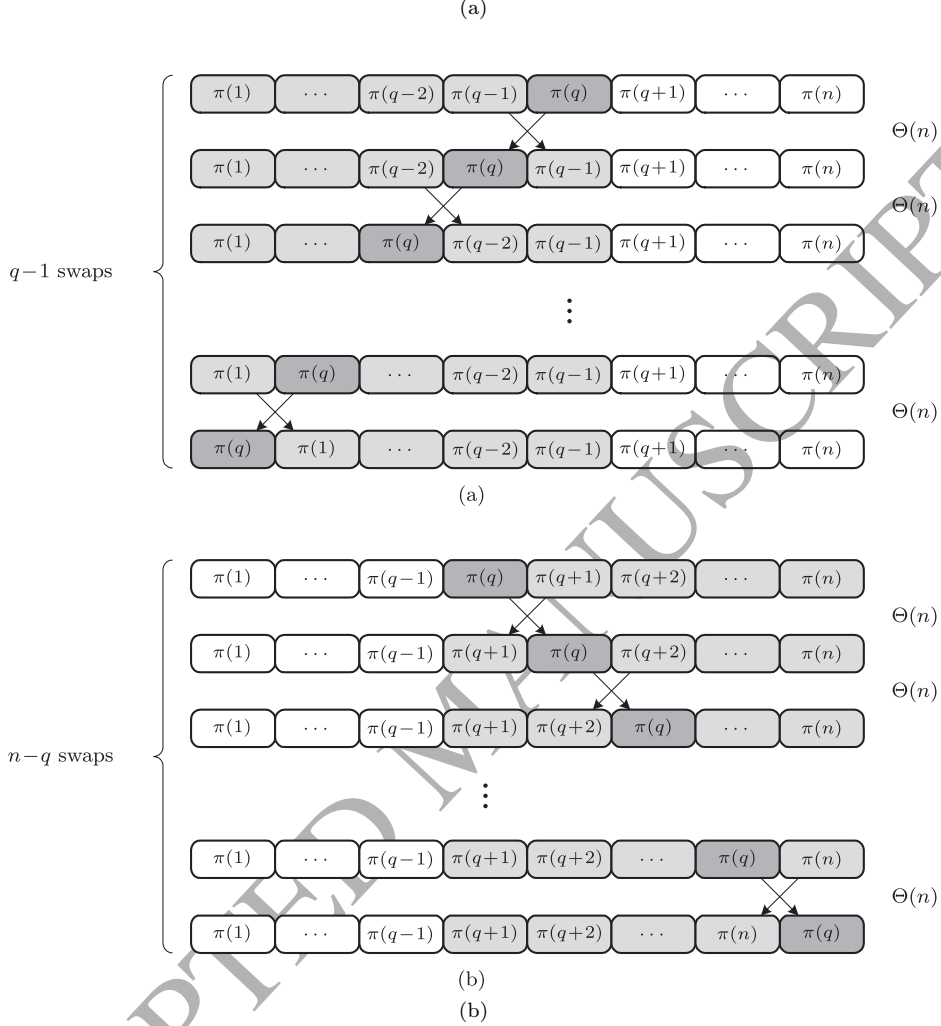 (a)
π(1) ··· π(q−2) π(q−1) π(q) π(q+1) ··· π(n)
Θ(n)
π(1) ··· π(q−2) π(q) π(q−1) π(q+1) ··· π(n)
Θ(n)
π(1) ··· π(q) π(q−2) π(q−1) π(q+1) ··· π(n)
q−1 swaps
⋮
π(1) π(q) ··· π(q−2) π(q−1) π(q+1) ··· π(n)
Θ(n)
π(q) π(1) ··· π(q−2) π(q−1) π(q+1) ··· π(n)
(a)
π(1) ··· π(q−1) π(q) π(q+1) π(q+2) ··· π(n)
Θ(n)
π(1) ··· π(q−1) π(q+1) π(q) π(q+2) ··· π(n)
Θ(n)
π(1) ··· π(q−1) π(q+1) π(q+2) π(q) ··· π(n)
n−q swaps
⋮
π(1) ··· π(q−1) π(q+1) π(q+2) ··· π(q) π(n)
Θ(n)
π(1) ··· π(q−1) π(q+1) π(q+2) ··· π(n) π(q)
(b)
(b)
PTED MANUSCRIPT